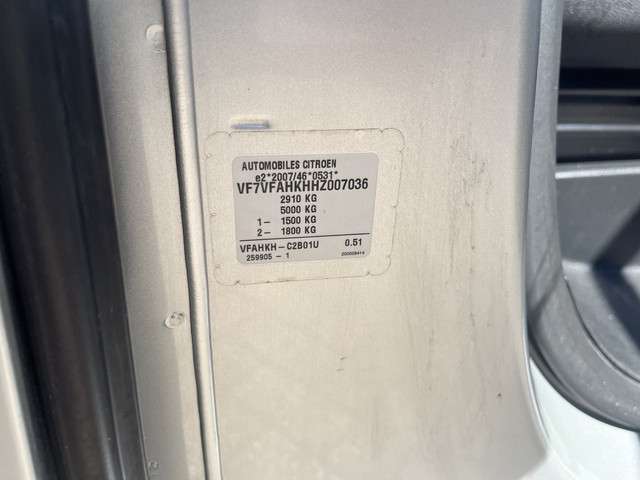 AUTOMOBILES CITROEN
e2*2007/46*0531*
VF7VFAHKHHZ007036
2910 KG
5000 KG
1- 1500 KG
2- 1800 KG
VFAHKH-C2B01U 0.51
259905 - 1